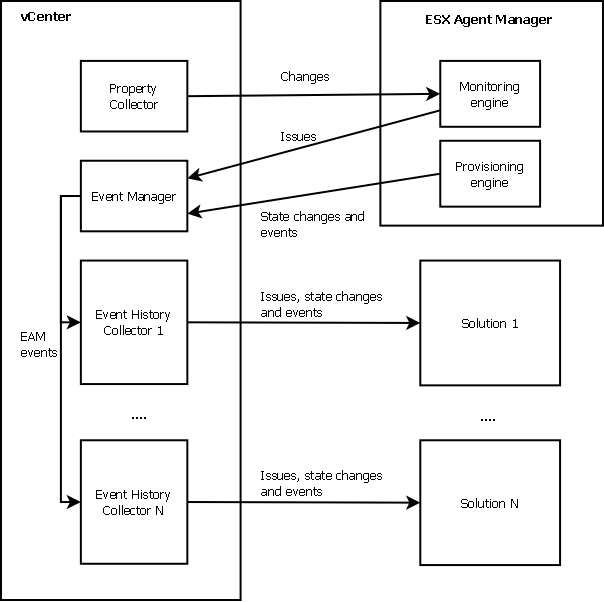 vCenter
ESX Agent Manager
Property
Collector
Changes
Monitoring
engine
Issues
Event Manager
Provisioning
engine
State changes and
events
EAM
events
Event History
Collector 1
Issues, state changes
and events
Solution 1
....
....
Event History
Collector N
Issues, state changes
and events
Solution N